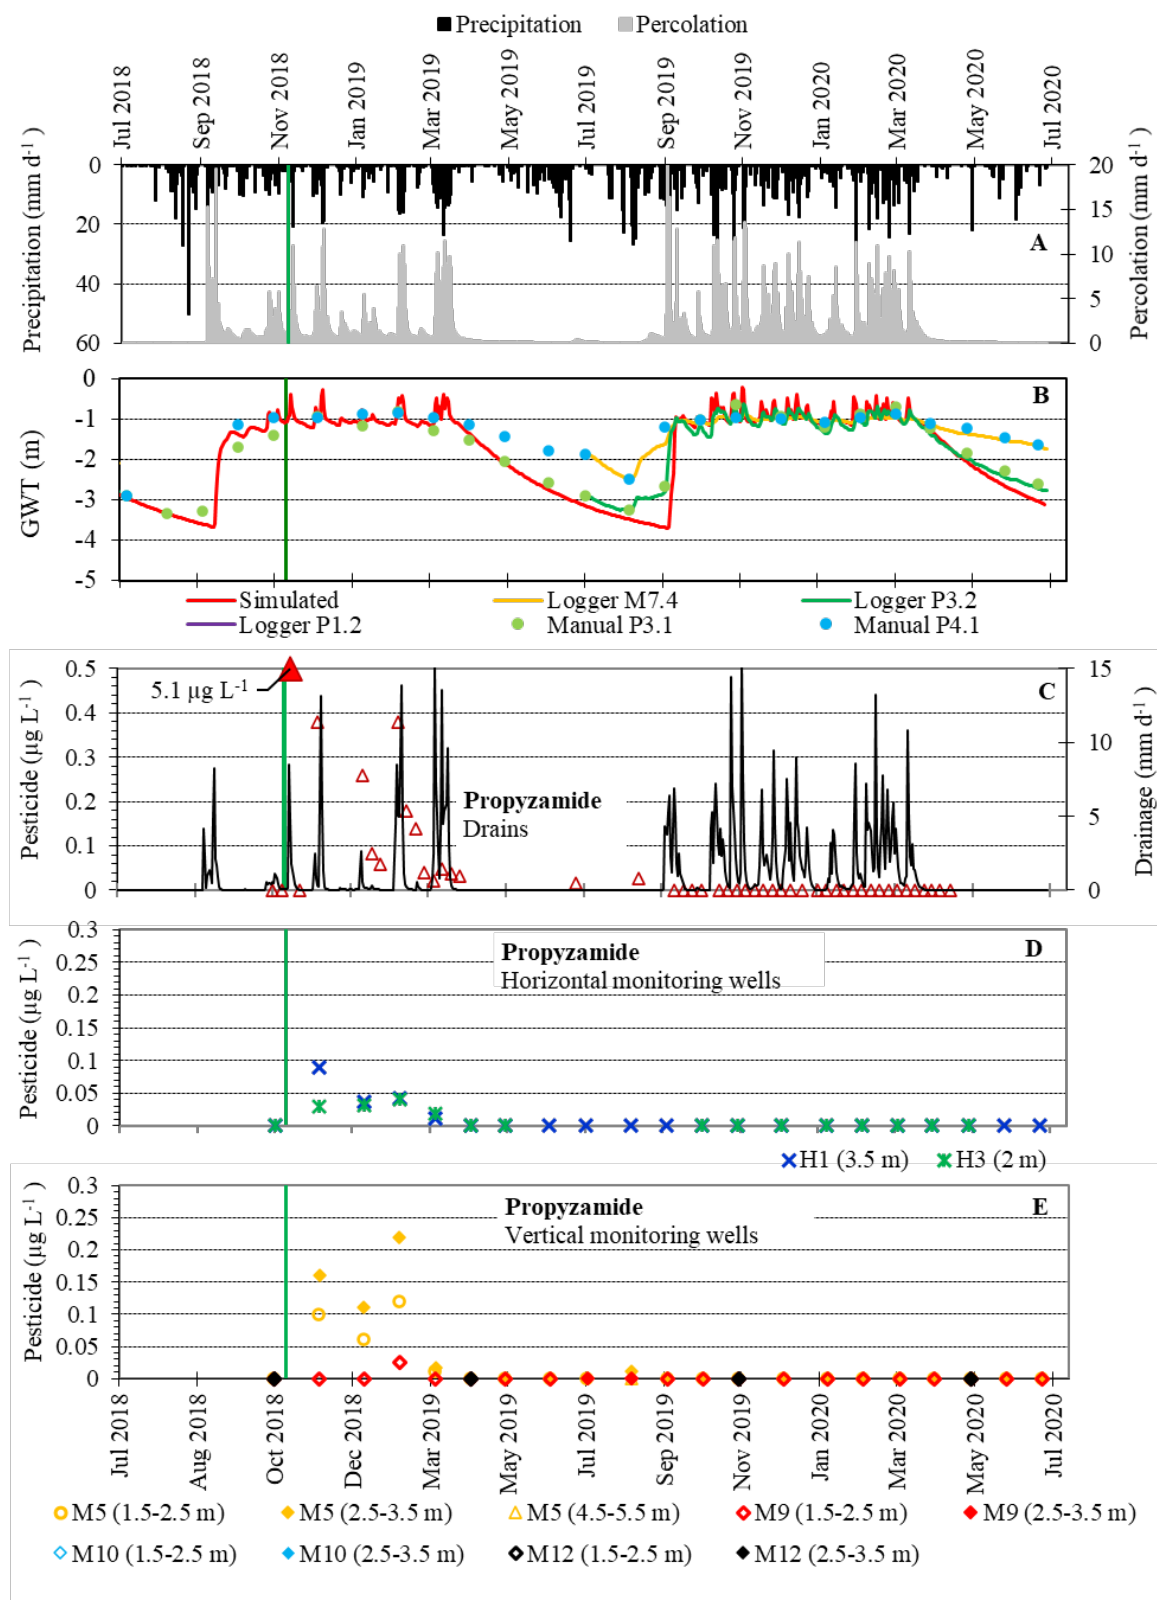 Precipitation Percolation
Jul 2018 Sep 2018 Nov 2018 Jan 2019 Mar 2019 May 2019 Jul 2019 Sep 2019 Nov 2019 Jan 2020 Mar 2020 May 2020 Jul 2020
Precipitation (mm d-1)
0
20
40
60
A
20
15
10
5
0
Percolation (mm d-1)
GWT (m)
0
-1
-2
-3
-4
-5
B
Simulated Logger M7.4 Logger P3.2
Logger P1.2 Manual P3.1 Manual P4.1
Pesticide (µg L-1)
0.5
0.4
0.3
0.2
0.1
0
5.1 µg L-1
Propyzamide
Drains
C
15
10
5
0
Drainage (mm d-1)
Pesticide (µg L-1)
0.3
0.25
0.2
0.15
0.1
0.05
0
Propyzamide
Horizontal monitoring wells
D
H1 (3.5 m) H3 (2 m)
Pesticide (µg L-1)
0.3
0.25
0.2
0.15
0.1
0.05
0
Propyzamide
Vertical monitoring wells
E
Jul 2018 Aug 2018 Oct 2018 Dec 2018 Mar 2019 May 2019 Jul 2019 Sep 2019 Nov 2019 Jan 2020 Mar 2020 May 2020 Jul 2020
M5 (1.5-2.5 m) M5 (2.5-3.5 m) M5 (4.5-5.5 m) M9 (1.5-2.5 m) M9 (2.5-3.5 m)
M10 (1.5-2.5 m) M10 (2.5-3.5 m) M12 (1.5-2.5 m) M12 (2.5-3.5 m)